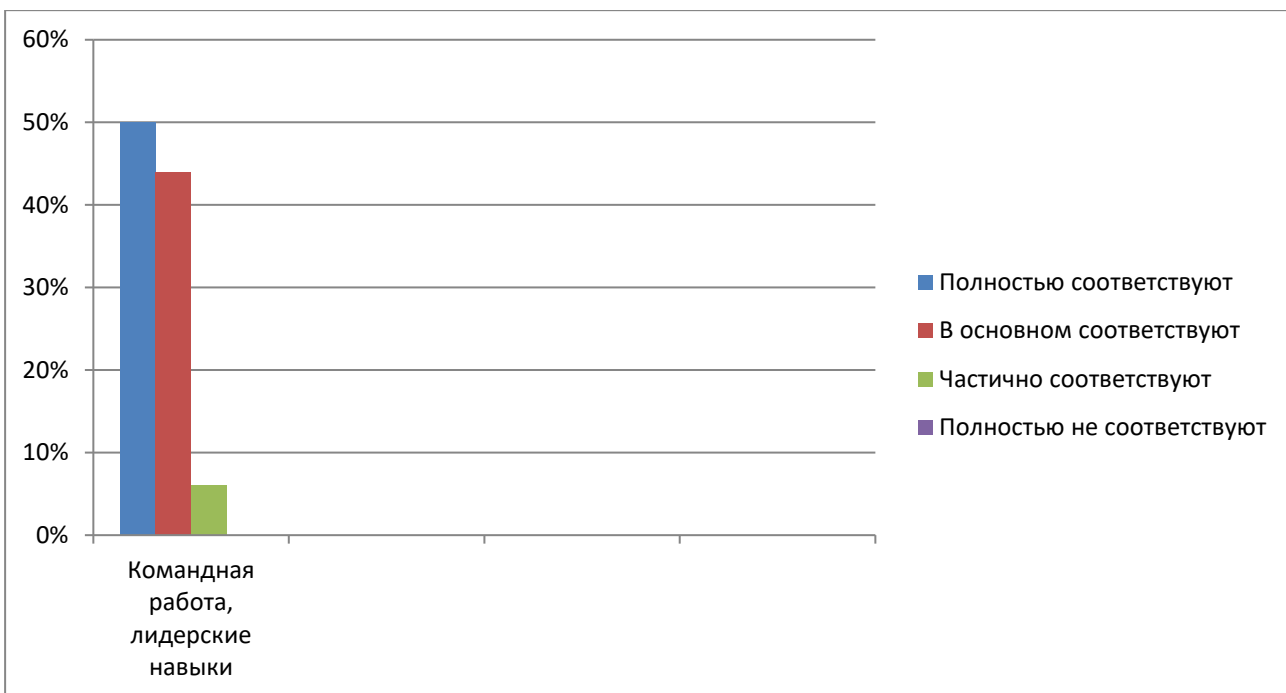 60%
50%
40%
30%
20%
10%
0%
Командная
работа,
лидерские
навыки
Полностью соответствуют
В основном соответствуют
Частично соответствуют
Полностью не соответствуют